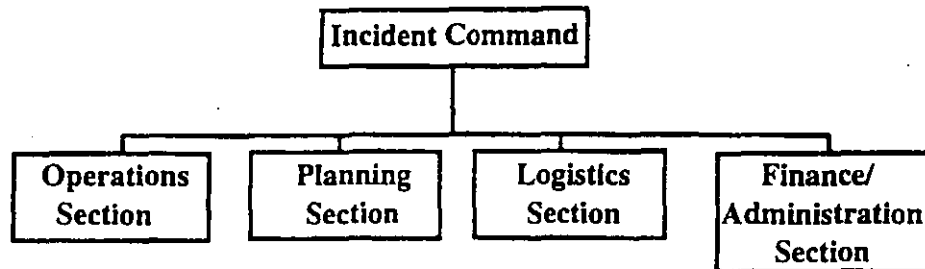 Incident Command
Operations
Section
Planning
Section
Logistics
Section
Finance/
Administration
Section